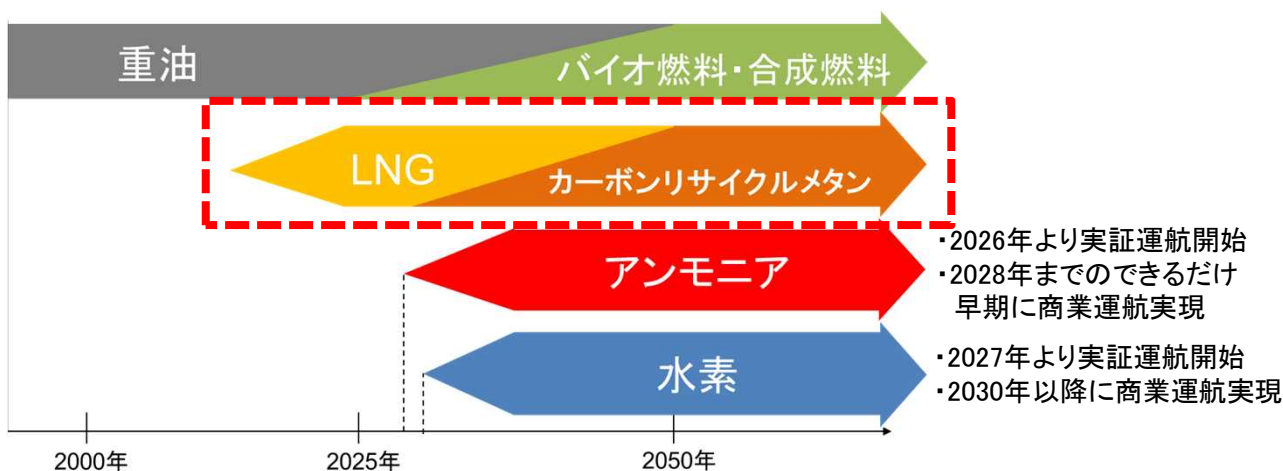 重油
バイオ燃料・合成燃料
LNG
カーボンリサイクルメタン
アンモニア
・2026年より実証運航開始
・2028年までのできるだけ
早期に商業運航実現
水素
・2027年より実証運航開始
・2030年以降に商業運航実現
2000年
2025年
2050年